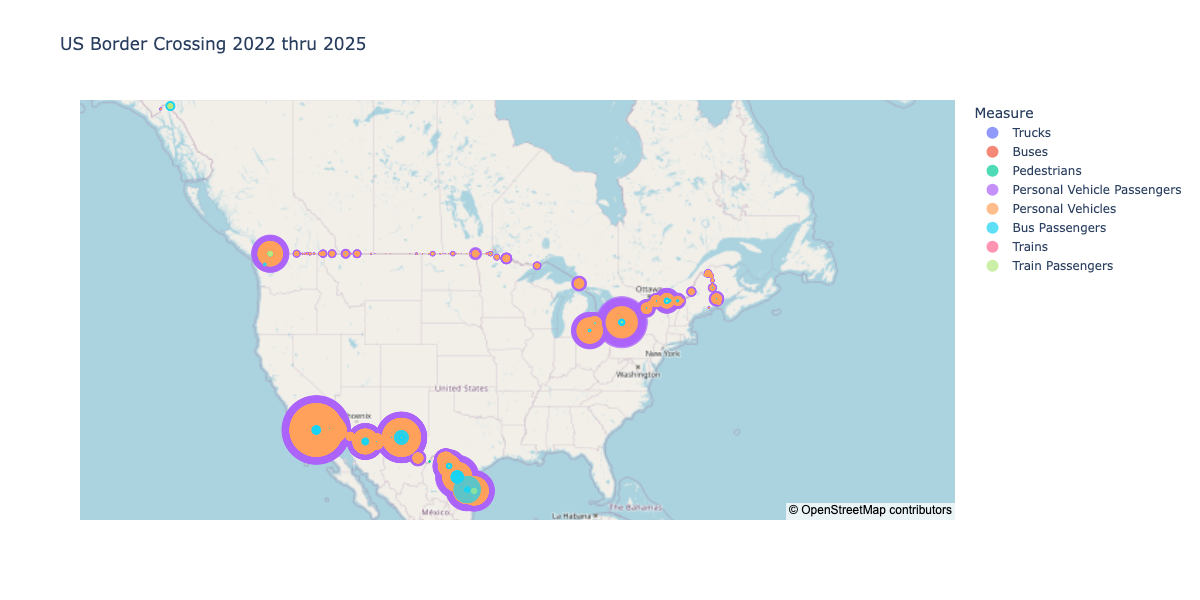 US Border Crossing 2022 thru 2025
Measure
Trucks
Buses
Pedestrians
Personal Vehicle Passengers
Personal Vehicles
Bus Passengers
Trains
Train Passengers
Ottawa
New York
Washington
United States
oenix
México
La Habana
The Bahamas
© OpenStreetMap contributors